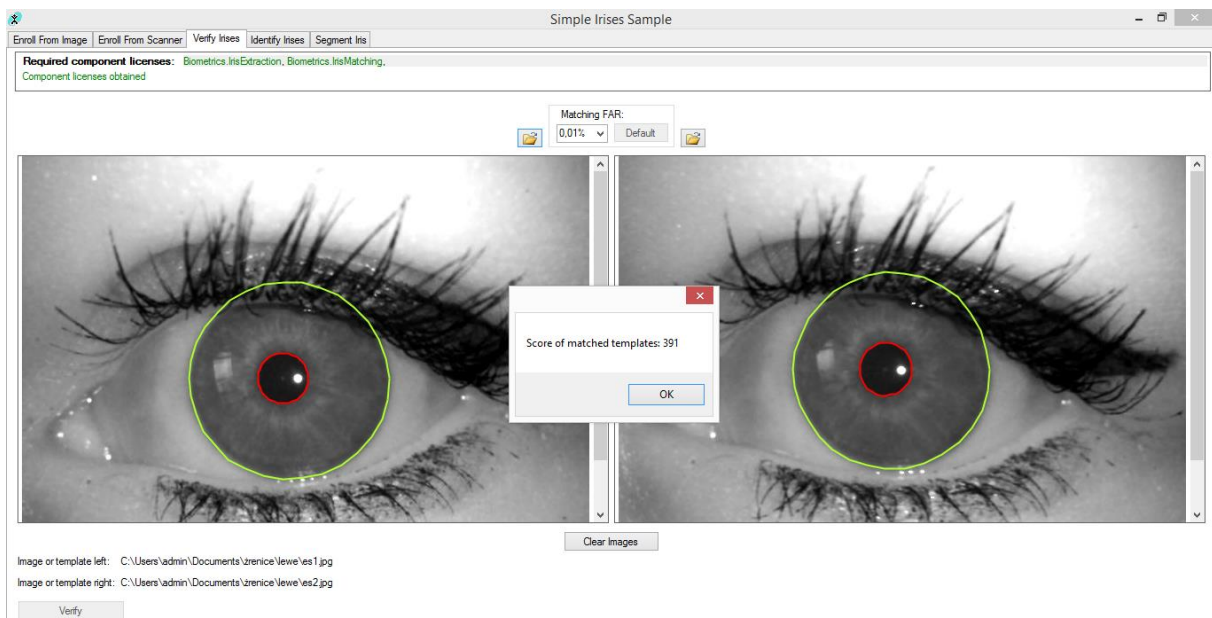 Simple Irises Sample
Enroll From Image Enroll From Scanner Verify Irises Identify Irises Segment Iris
Required component licenses: Biometrics.IrisExtraction, Biometrics.IrisMatching,
Component licenses obtained
Matching FAR:
0,01% Default
Score of matched templates: 391
OK
Clear Images
Image or template left: C:\Users\admin\Documents\źrenice\lewe\es1.jpg
Image or template right: C:\Users\admin\Documents\źrenice\lewe\es2.jpg
Verify